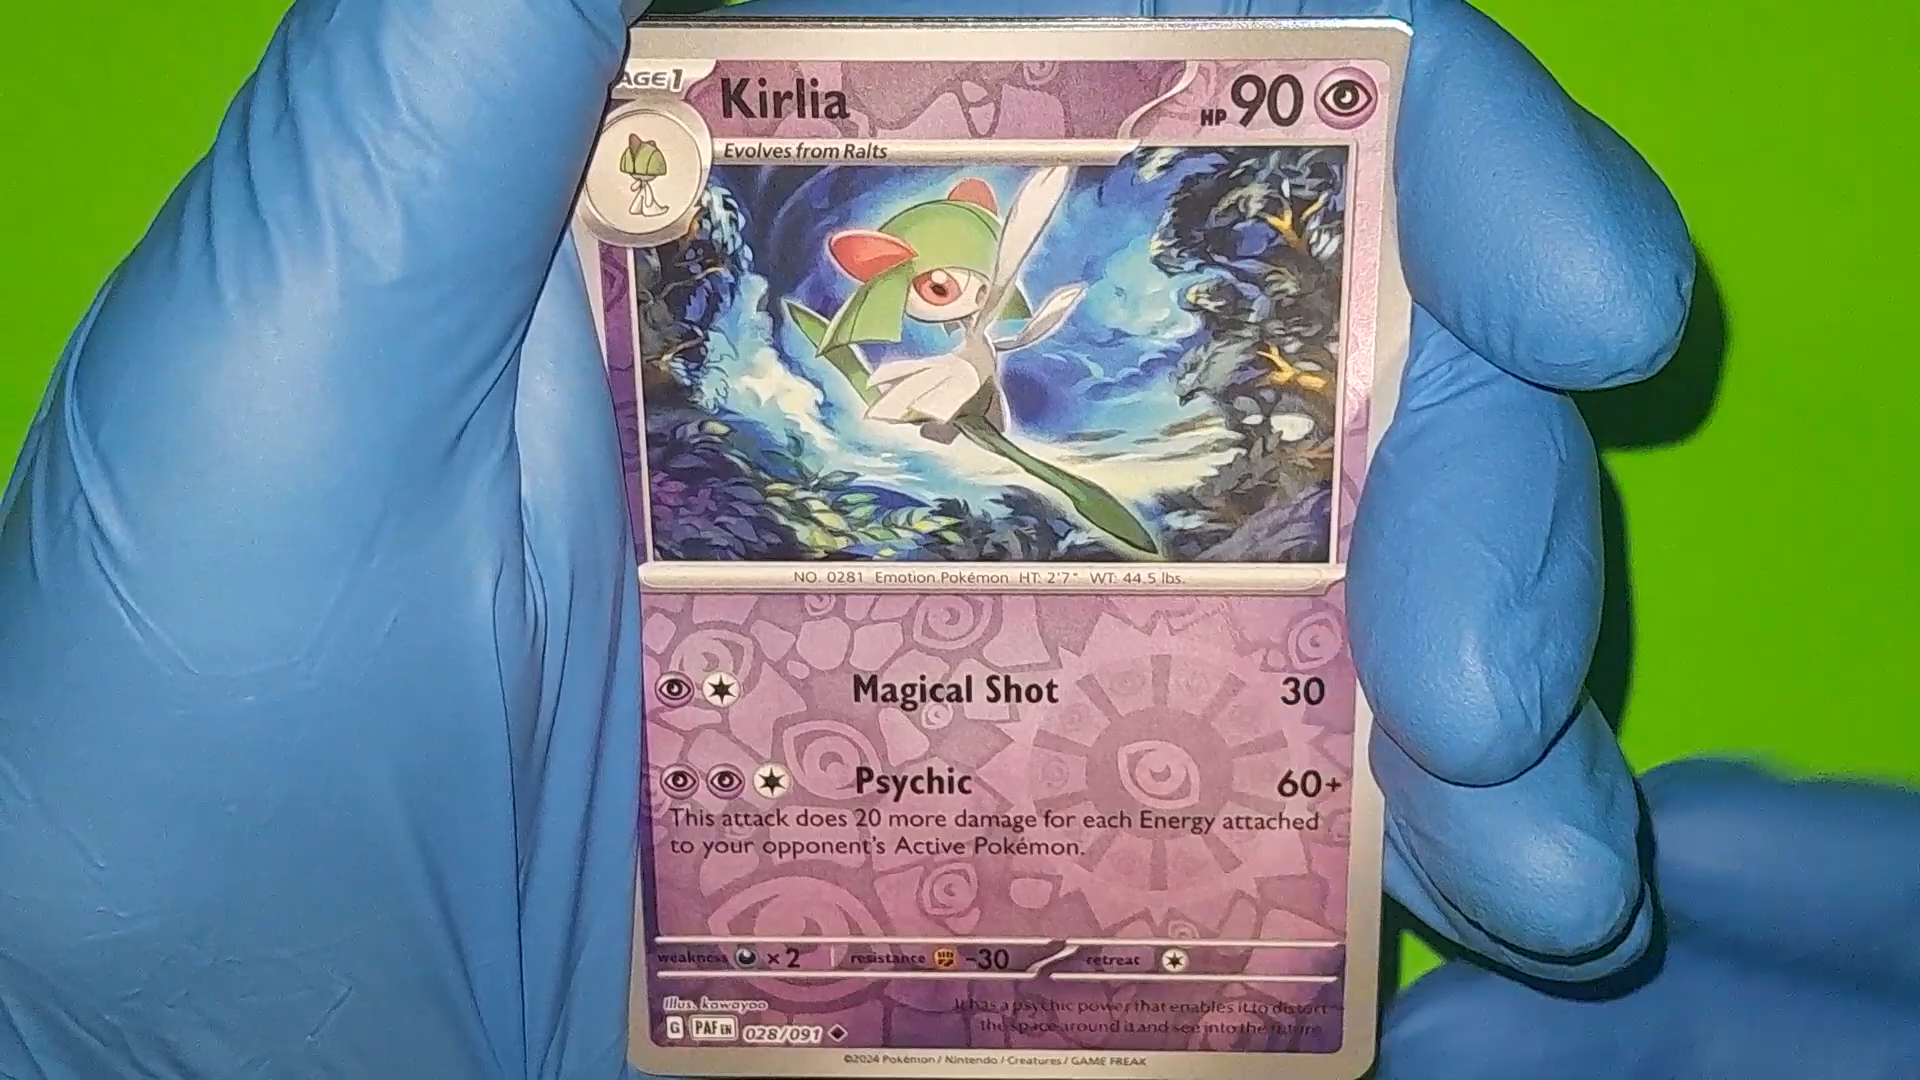 AGE1
Kirlia
HP 90
Evolves from Ralts
NO. 0281 Emotion Pokémon HT: 2'7" WT: 44.5 lbs.
Magical Shot 30
Psychic 60+
This attack does 20 more damage for each Energy attached
to your opponent's Active Pokémon.
weakness ×2 resistance -30 retreat
Illus. kawayoo
It has a psychic power that enables it to distort
the space around it and see into the future.
G PAF EN 028/091
©2024 Pokémon / Nintendo / Creatures / GAME FREAK